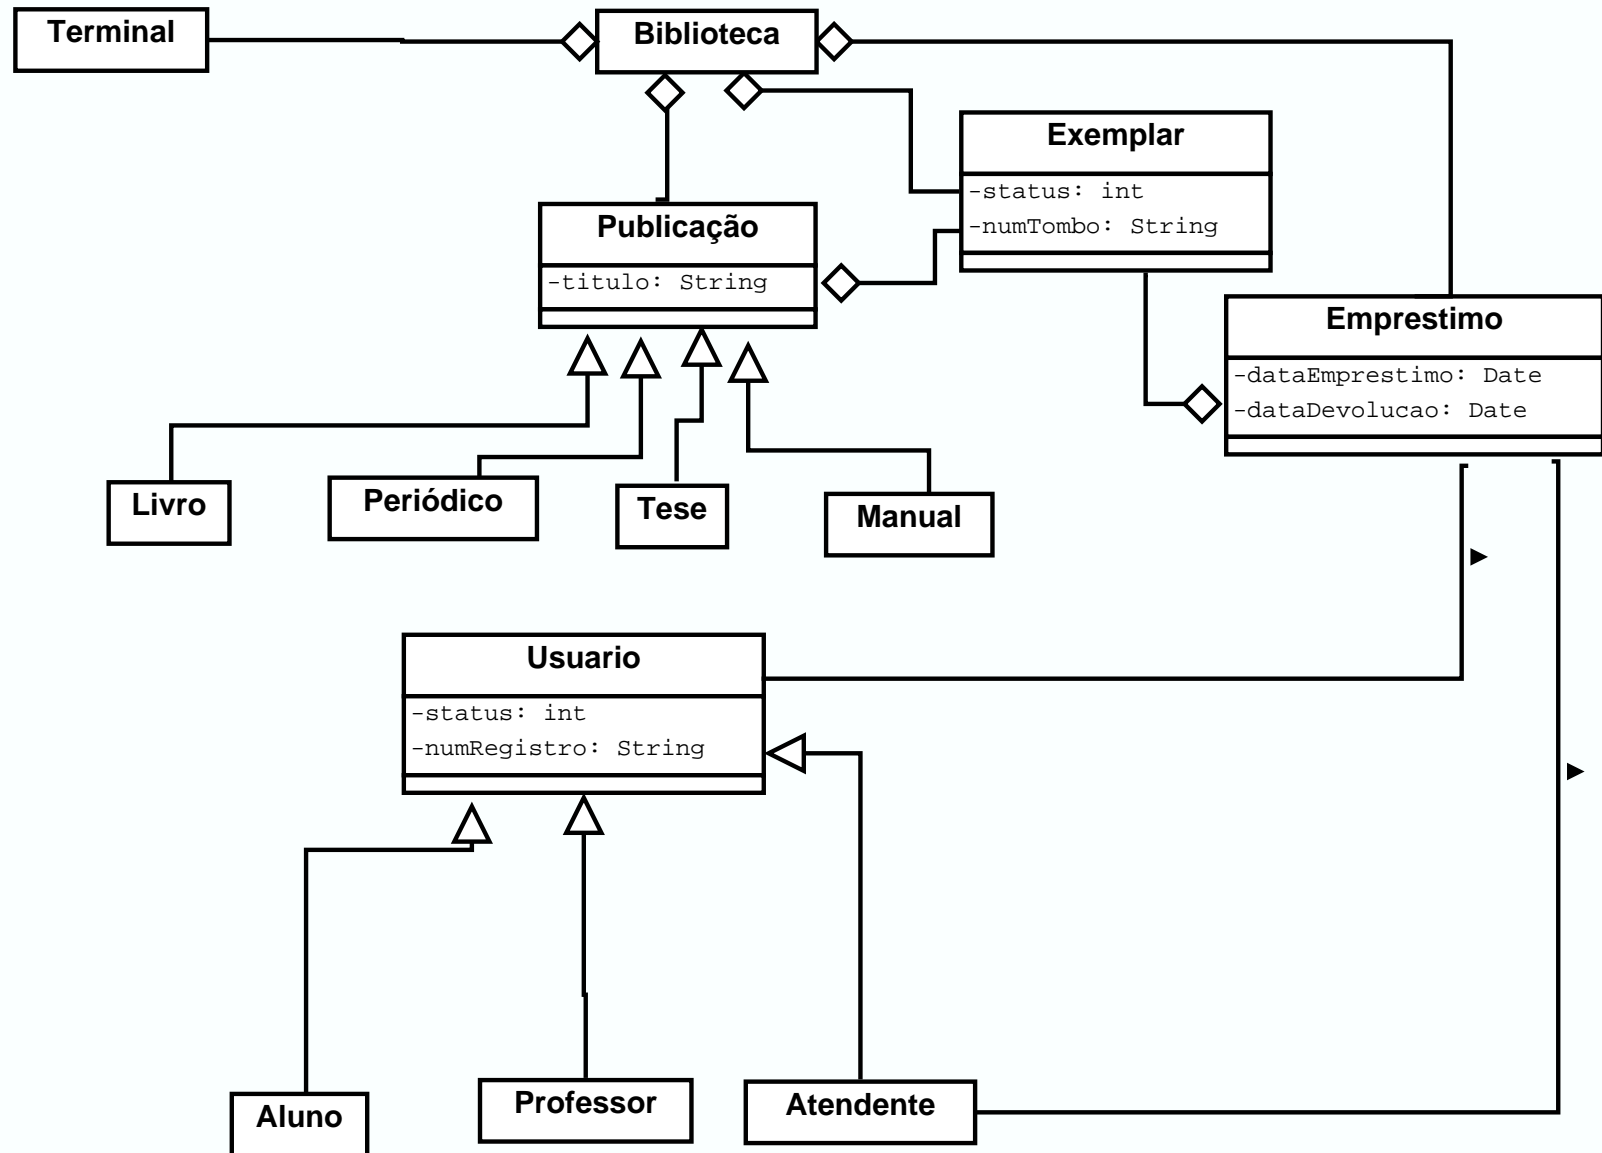 Terminal
Biblioteca
Exemplar
-status: int
-numTombo: String
Publicação
-titulo: String
Emprestimo
-dataEmprestimo: Date
-dataDevolucao: Date
Livro
Periódico
Tese
Manual
Usuario
-status: int
-numRegistro: String
Aluno
Professor
Atendente